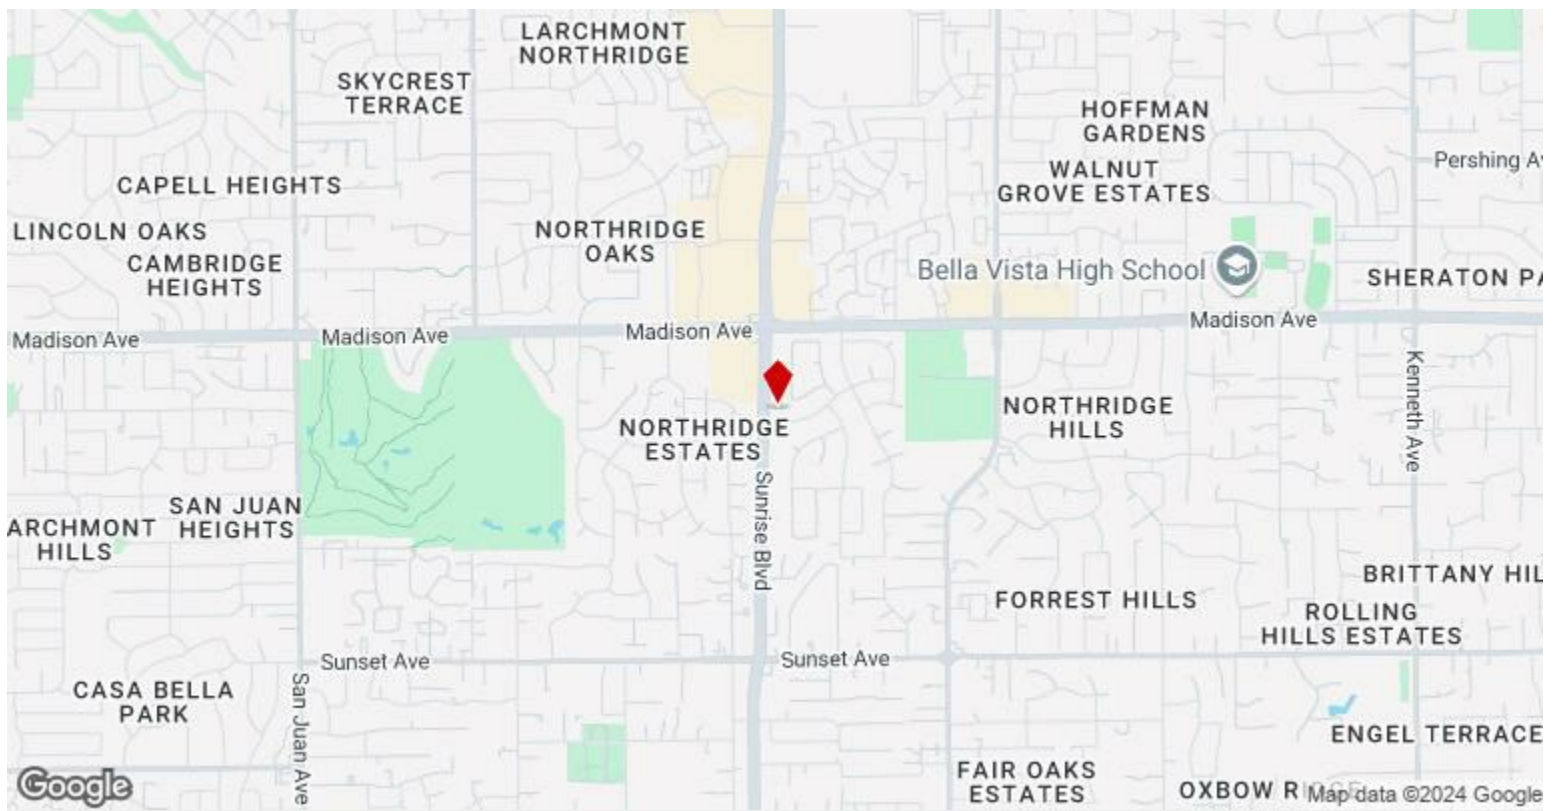 LARCHMONT
NORTHRIDGE
SKYCREST
TERRACE
HOFFMAN
GARDENS
Pershing Av
WALNUT
GROVE ESTATES
CAPELL HEIGHTS
LINCOLN OAKS
NORTHRIDGE
OAKS
CAMBRIDGE
HEIGHTS
Bella Vista High School
SHERATON PA
Madison Ave
Madison Ave
Madison Ave
Madison Ave
Kenneth Ave
NORTHRIDGE
HILLS
NORTHRIDGE
ESTATES
Sunrise Blvd
SAN JUAN
HEIGHTS
ARCHMONT
HILLS
BRITTANY HIL
FORREST HILLS
ROLLING
HILLS ESTATES
Sunset Ave
Sunset Ave
CASA BELLA
PARK
San Juan Ave
ENGEL TERRACE
FAIR OAKS
ESTATES
OXBOW R
Google
Map data ©2024 Google